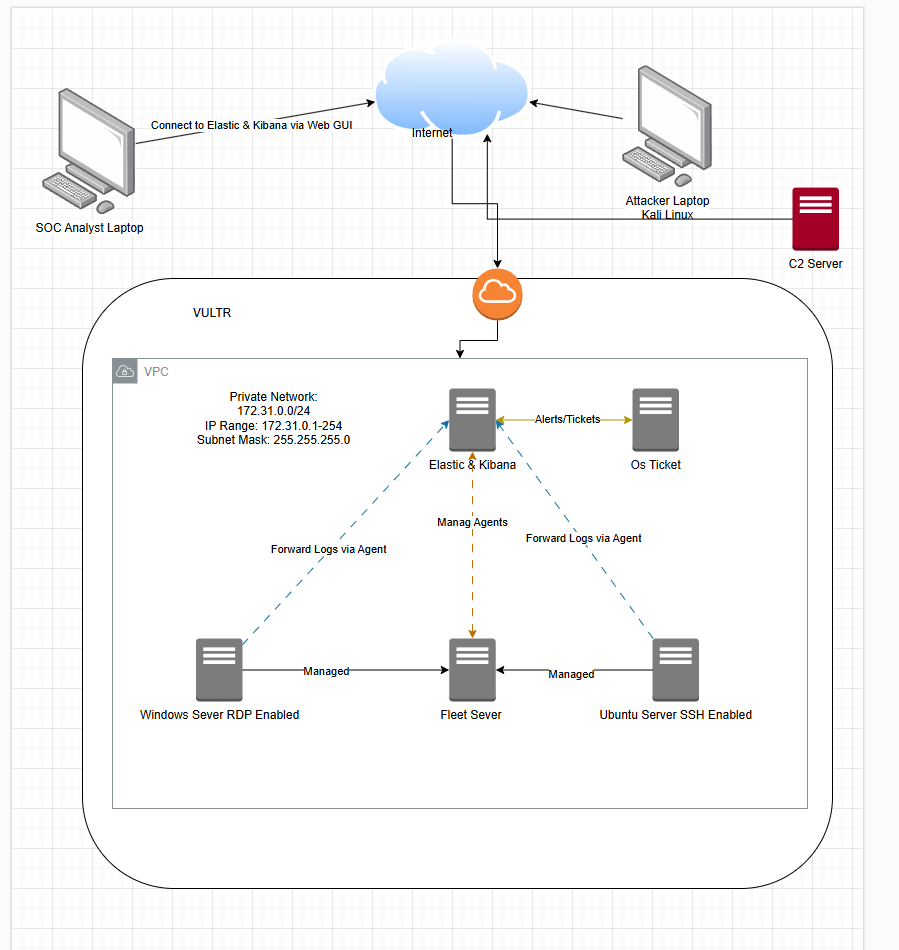 Connect to Elastic & Kibana via Web GUI
Internet
SOC Analyst Laptop
Attacker Laptop
Kali Linux
C2 Server
VULTR
VPC
Private Network:
172.31.0.0/24
IP Range: 172.31.0.1-254
Subnet Mask: 255.255.255.0
Alerts/Tickets
Elastic & Kibana
Os Ticket
Manag Agents
Forward Logs via Agent
Forward Logs via Agent
Managed
Managed
Windows Sever RDP Enabled
Fleet Sever
Ubuntu Server SSH Enabled